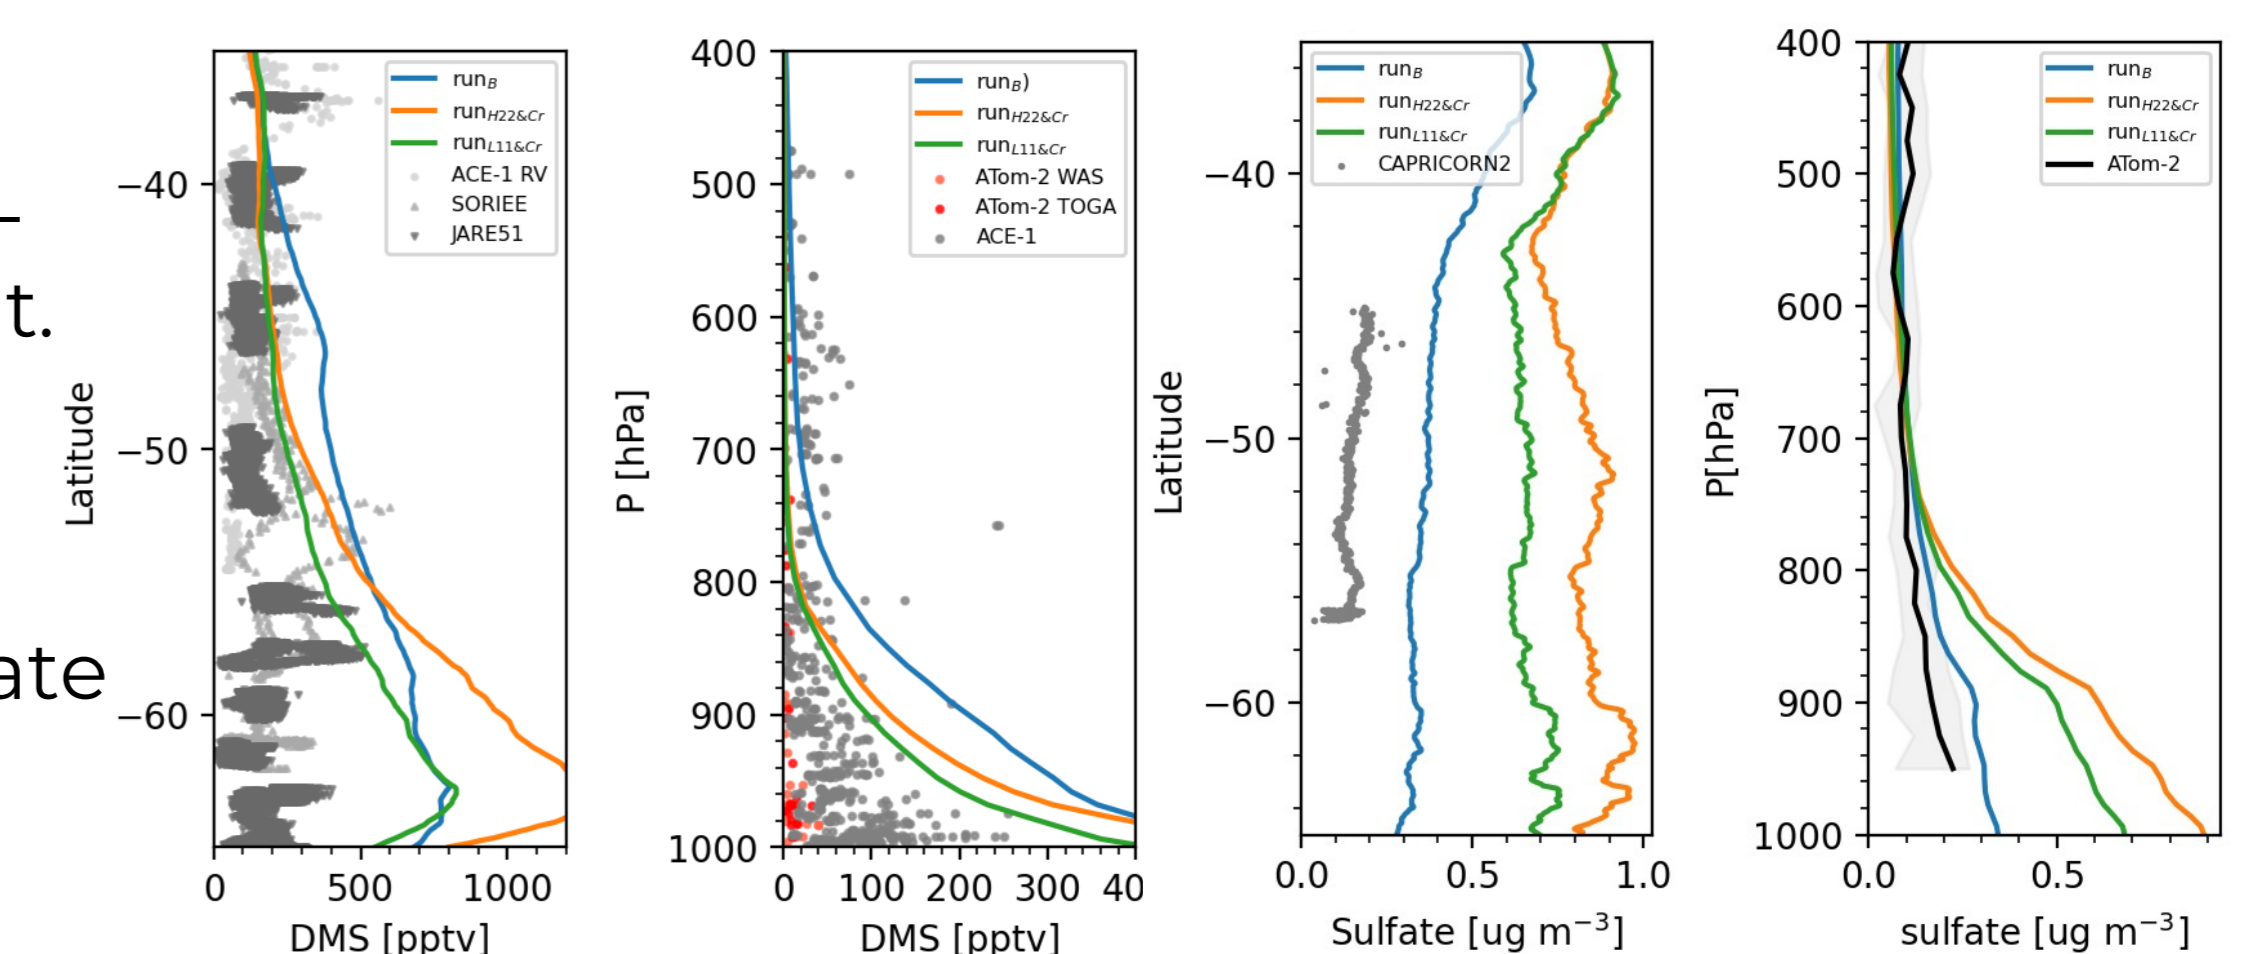 –
t.
ate
−40
−50
−60
Latitude
0
500
1000
DMS [pptv]
run_B
run_H22&Cr
run_L11&Cr
ACE-1 RV
SORIEE
JARE51
400
500
600
700
800
900
1000
P [hPa]
0
100
200
300
40
DMS [pptv]
run_B)
run_H22&Cr
run_L11&Cr
ATom-2 WAS
ATom-2 TOGA
ACE-1
−40
−50
−60
Latitude
0.0
0.5
1.0
Sulfate [ug m⁻³]
run_B
run_H22&Cr
run_L11&Cr
CAPRICORN2
400
500
600
700
800
900
1000
P[hPa]
0.0
0.5
sulfate [ug m⁻³]
run_B
run_H22&Cr
run_L11&Cr
ATom-2